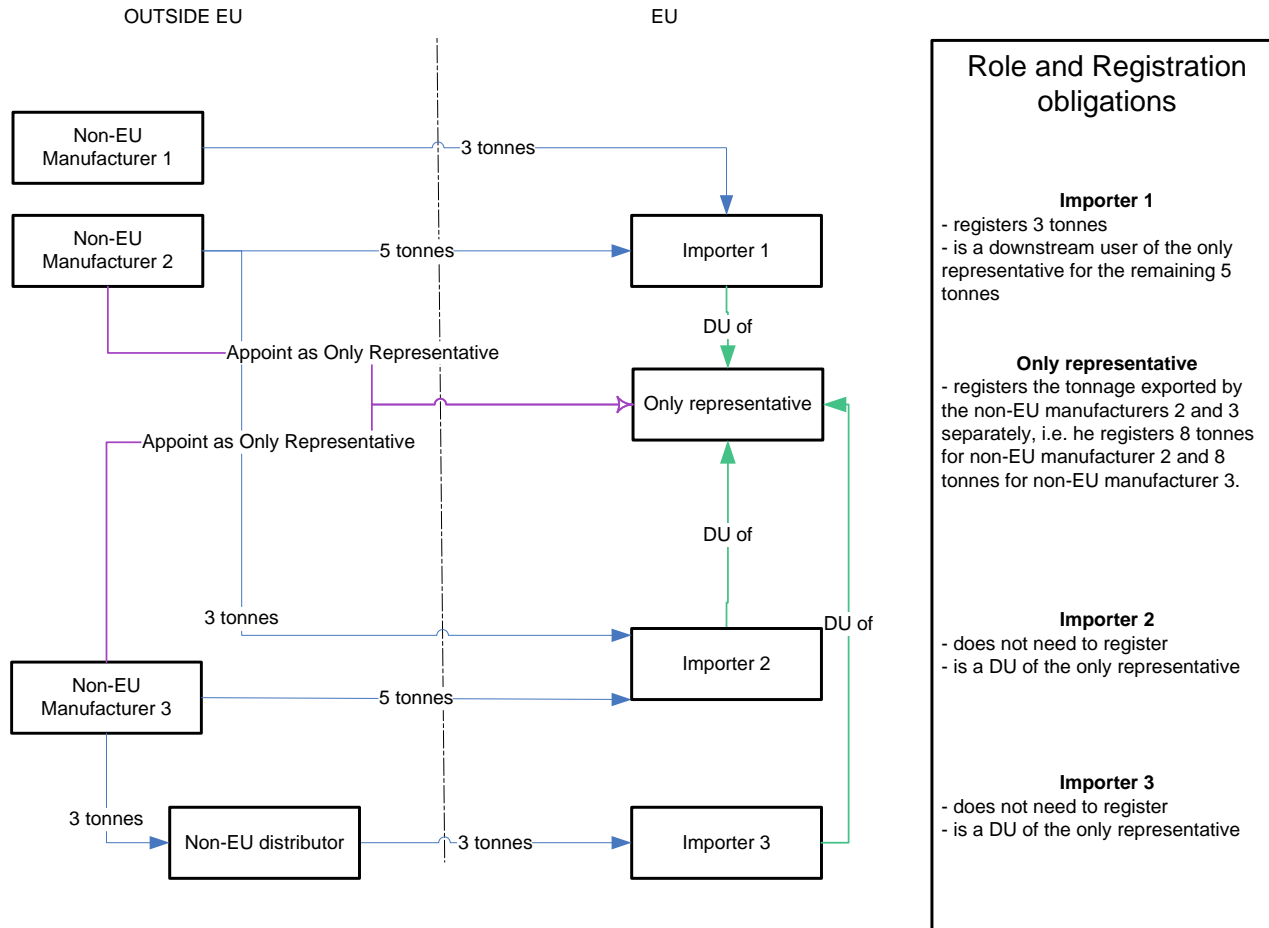 OUTSIDE EU
EU
Non-EU
Manufacturer 1
3 tonnes
Non-EU
Manufacturer 2
5 tonnes
Importer 1
DU of
Appoint as Only Representative
Only representative
Appoint as Only Representative
DU of
3 tonnes
DU of
Importer 2
Non-EU
Manufacturer 3
5 tonnes
3 tonnes
Non-EU distributor
3 tonnes
Importer 3
Role and Registration
obligations
Importer 1
- registers 3 tonnes
- is a downstream user of the only
representative for the remaining 5
tonnes
Only representative
- registers the tonnage exported by
the non-EU manufacturers 2 and 3
separately, i.e. he registers 8 tonnes
for non-EU manufacturer 2 and 8
tonnes for non-EU manufacturer 3.
Importer 2
- does not need to register
- is a DU of the only representative
Importer 3
- does not need to register
- is a DU of the only representative